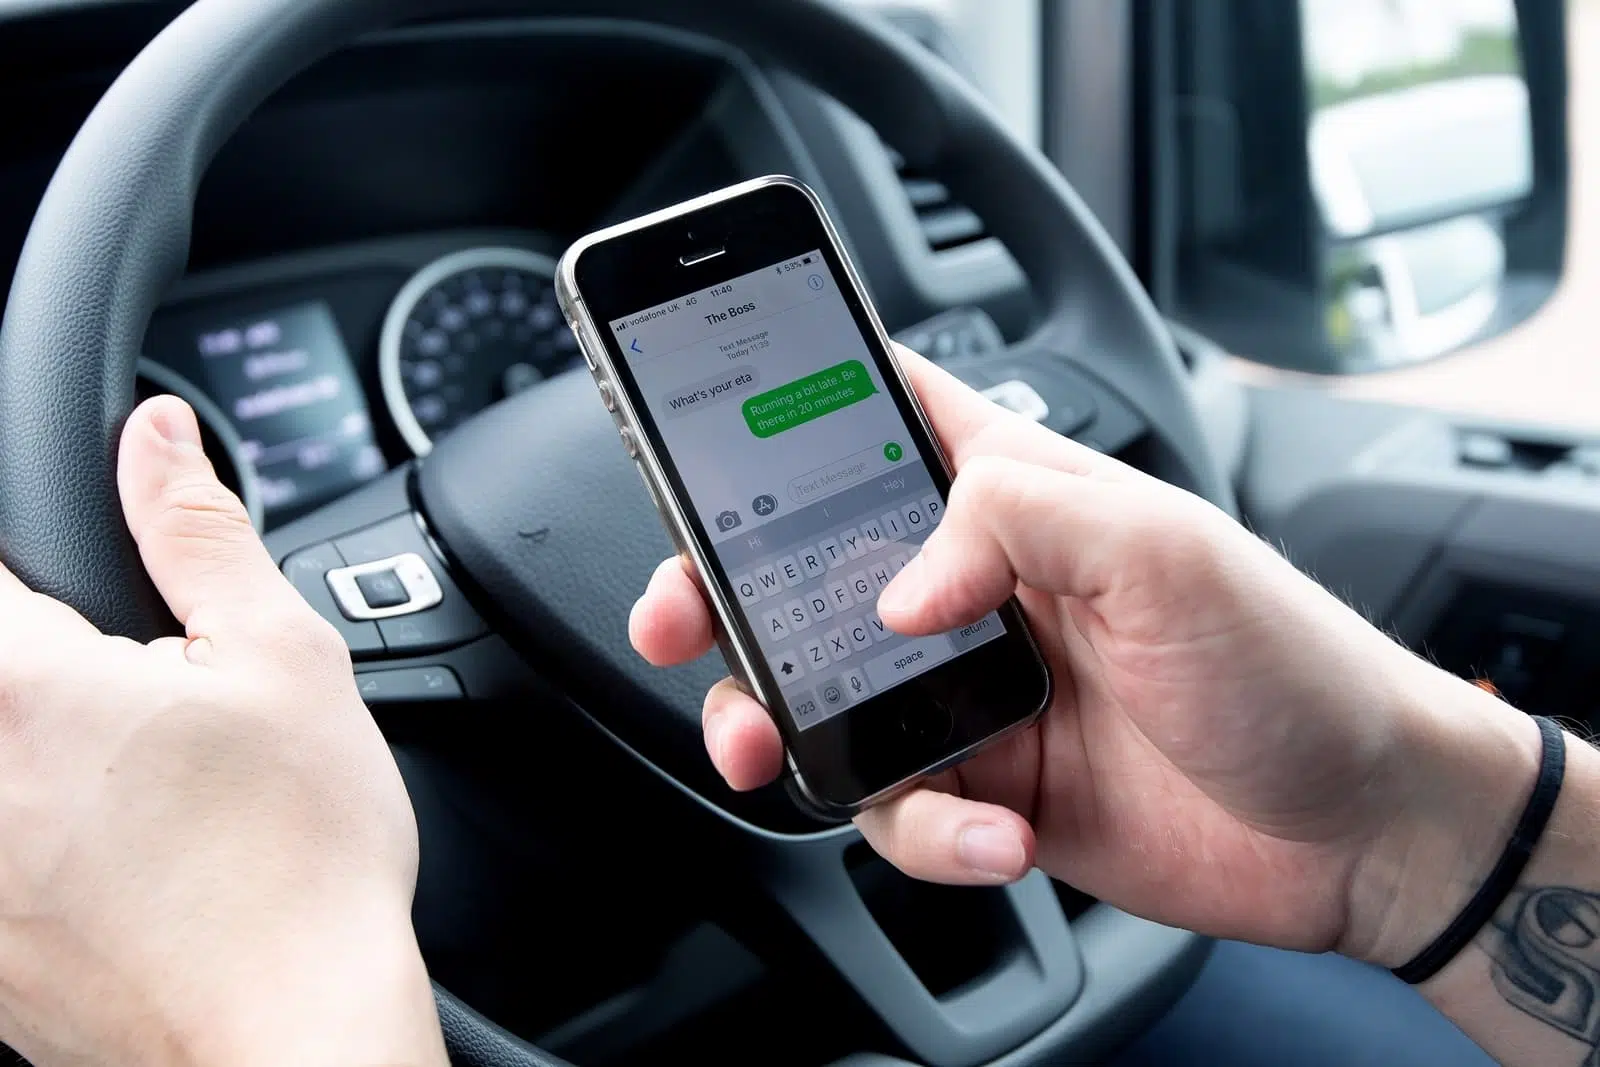 vodafone UK 4G 11:40 53%
The Boss
Text Message
Today 11:39
What's your eta
Running a bit late. Be
there in 20 minutes
Text Message
Hi I Hey
Q W E R T Y U I O P
A S D F G H
Z X C V
123 space return